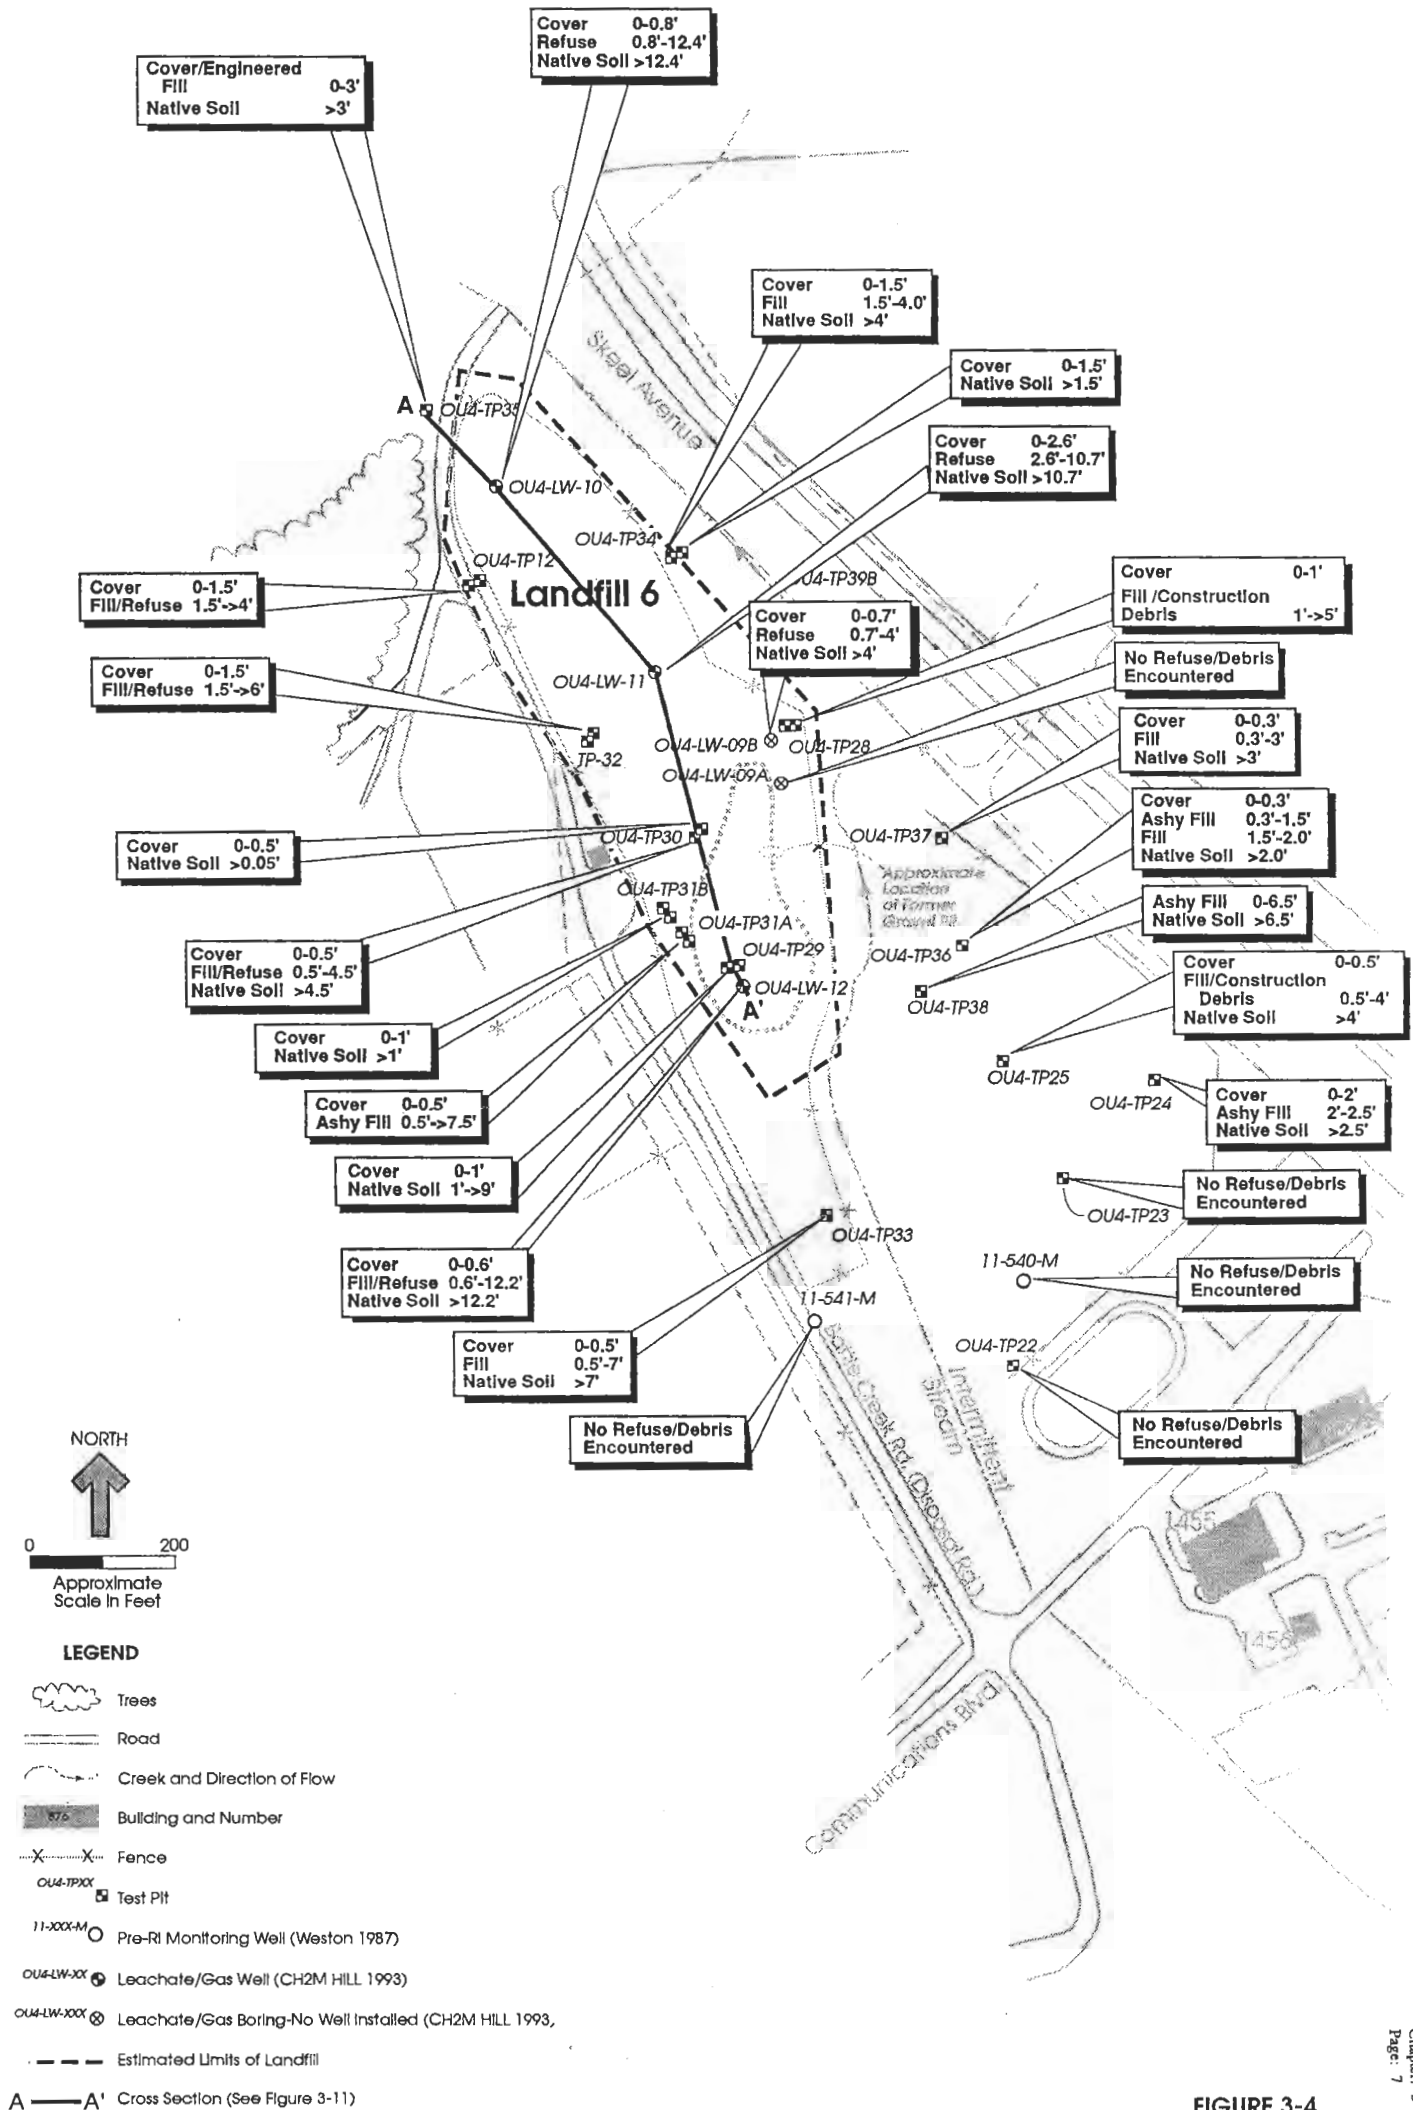 Cover 0-0.8'
Refuse 0.8'-12.4'
Native Soil >12.4'
Cover/Engineered
Fill 0-3'
Native Soil >3'
Cover 0-1.5'
Fill 1.5'-4.0'
Native Soil >4'
Skeel Avenue
Cover 0-1.5'
Native Soil >1.5'
A
OU4-TP35
Cover 0-2.6'
Refuse 2.6'-10.7'
Native Soil >10.7'
OU4-LW-10
OU4-TP34
OU4-TP12
Landfill 6
OU4-TP39B
Cover 0-1.5'
Fill/Refuse 1.5'->4'
Cover 0-1'
Fill /Construction
Debris 1'->5'
Cover 0-0.7'
Refuse 0.7'-4'
Native Soil >4'
No Refuse/Debris
Encountered
Cover 0-1.5'
Fill/Refuse 1.5'->6'
OU4-LW-11
Cover 0-0.3'
Fill 0.3'-3'
Native Soil >3'
OU4-LW-09B
OU4-TP28
TP-32
OU4-LW-09A
Cover 0-0.3'
Ashy Fill 0.3'-1.5'
Fill 1.5'-2.0'
Native Soil >2.0'
OU4-TP30
OU4-TP37
Cover 0-0.5'
Native Soil >0.05'
Approximate
Location
of Former
Gravel Pit
OU4-TP31B
Ashy Fill 0-6.5'
Native Soil >6.5'
OU4-TP31A
OU4-TP29
OU4-TP36
Cover 0-0.5'
Fill/Refuse 0.5'-4.5'
Native Soil >4.5'
Cover 0-0.5'
Fill/Construction
Debris 0.5'-4'
Native Soil >4'
OU4-LW-12
A'
OU4-TP38
Cover 0-1'
Native Soil >1'
OU4-TP25
OU4-TP24
Cover 0-2'
Ashy Fill 2'-2.5'
Native Soil >2.5'
Cover 0-0.5'
Ashy Fill 0.5'->7.5'
Cover 0-1'
Native Soil 1'->9'
No Refuse/Debris
Encountered
OU4-TP23
OU4-TP33
Cover 0-0.6'
Fill/Refuse 0.6'-12.2'
Native Soil >12.2'
11-540-M
No Refuse/Debris
Encountered
11-541-M
Cover 0-0.5'
Fill 0.5'-7'
Native Soil >7'
OU4-TP22
No Refuse/Debris
Encountered
No Refuse/Debris
Encountered
Battle Creek Rd. (Disposal Rd.)
Intermittent
Stream
1455
1456
Communications Blvd.
NORTH
0 200
Approximate
Scale in Feet
LEGEND
Trees
Road
Creek and Direction of Flow
876 Building and Number
X X Fence
OU4-TPXX Test Pit
11-XXX-M Pre-RI Monitoring Well (Weston 1987)
OU4-LW-XX Leachate/Gas Well (CH2M HILL 1993)
OU4-LW-XXX Leachate/Gas Boring-No Well Installed (CH2M HILL 1993,
Estimated Limits of Landfill
A A' Cross Section (See Figure 3-11)
Page: 7
FIGURE 3-4